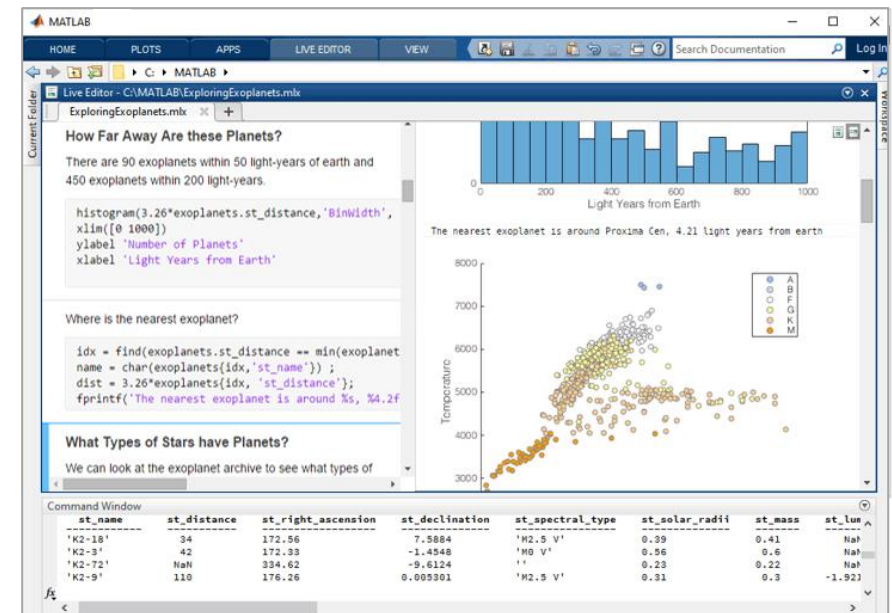 MATLAB
HOME PLOTS APPS LIVE EDITOR VIEW Search Documentation Log In
C: MATLAB
Live Editor - C:\MATLAB\ExploringExoplanets.mlx
ExploringExoplanets.mlx
Current Folder
Workspace
How Far Away Are these Planets?
There are 90 exoplanets within 50 light-years of earth and
450 exoplanets within 200 light-years.
histogram(3.26*exoplanets.st_distance,'BinWidth',
xlim([0 1000])
ylabel 'Number of Planets'
xlabel 'Light Years from Earth'
Where is the nearest exoplanet?
idx = find(exoplanets.st_distance == min(exoplanet
name = char(exoplanets{idx,'st_name'}) ;
dist = 3.26*exoplanets{idx, 'st_distance'};
fprintf('The nearest exoplanet is around %s, %4.2f
What Types of Stars have Planets?
We can look at the exoplanet archive to see what types of
0
0 200 400 600 800 1000
Light Years from Earth
The nearest exoplanet is around Proxima Cen, 4.21 light years from earth
8000
7000
6000
5000
4000
3000
Temperature
A
B
F
G
K
M
Command Window
st_name st_distance st_right_ascension st_declination st_spectral_type st_solar_radii st_mass st_lum
'K2-18' 34 172.56 7.5884 'M2.5 V' 0.39 0.41 NaN
'K2-3' 42 172.33 -1.4548 'M0 V' 0.56 0.6 NaN
'K2-72' NaN 334.62 -9.6124 '' 0.23 0.22 NaN
'K2-9' 110 176.26 0.005301 'M2.5 V' 0.31 0.3 -1.921
fx